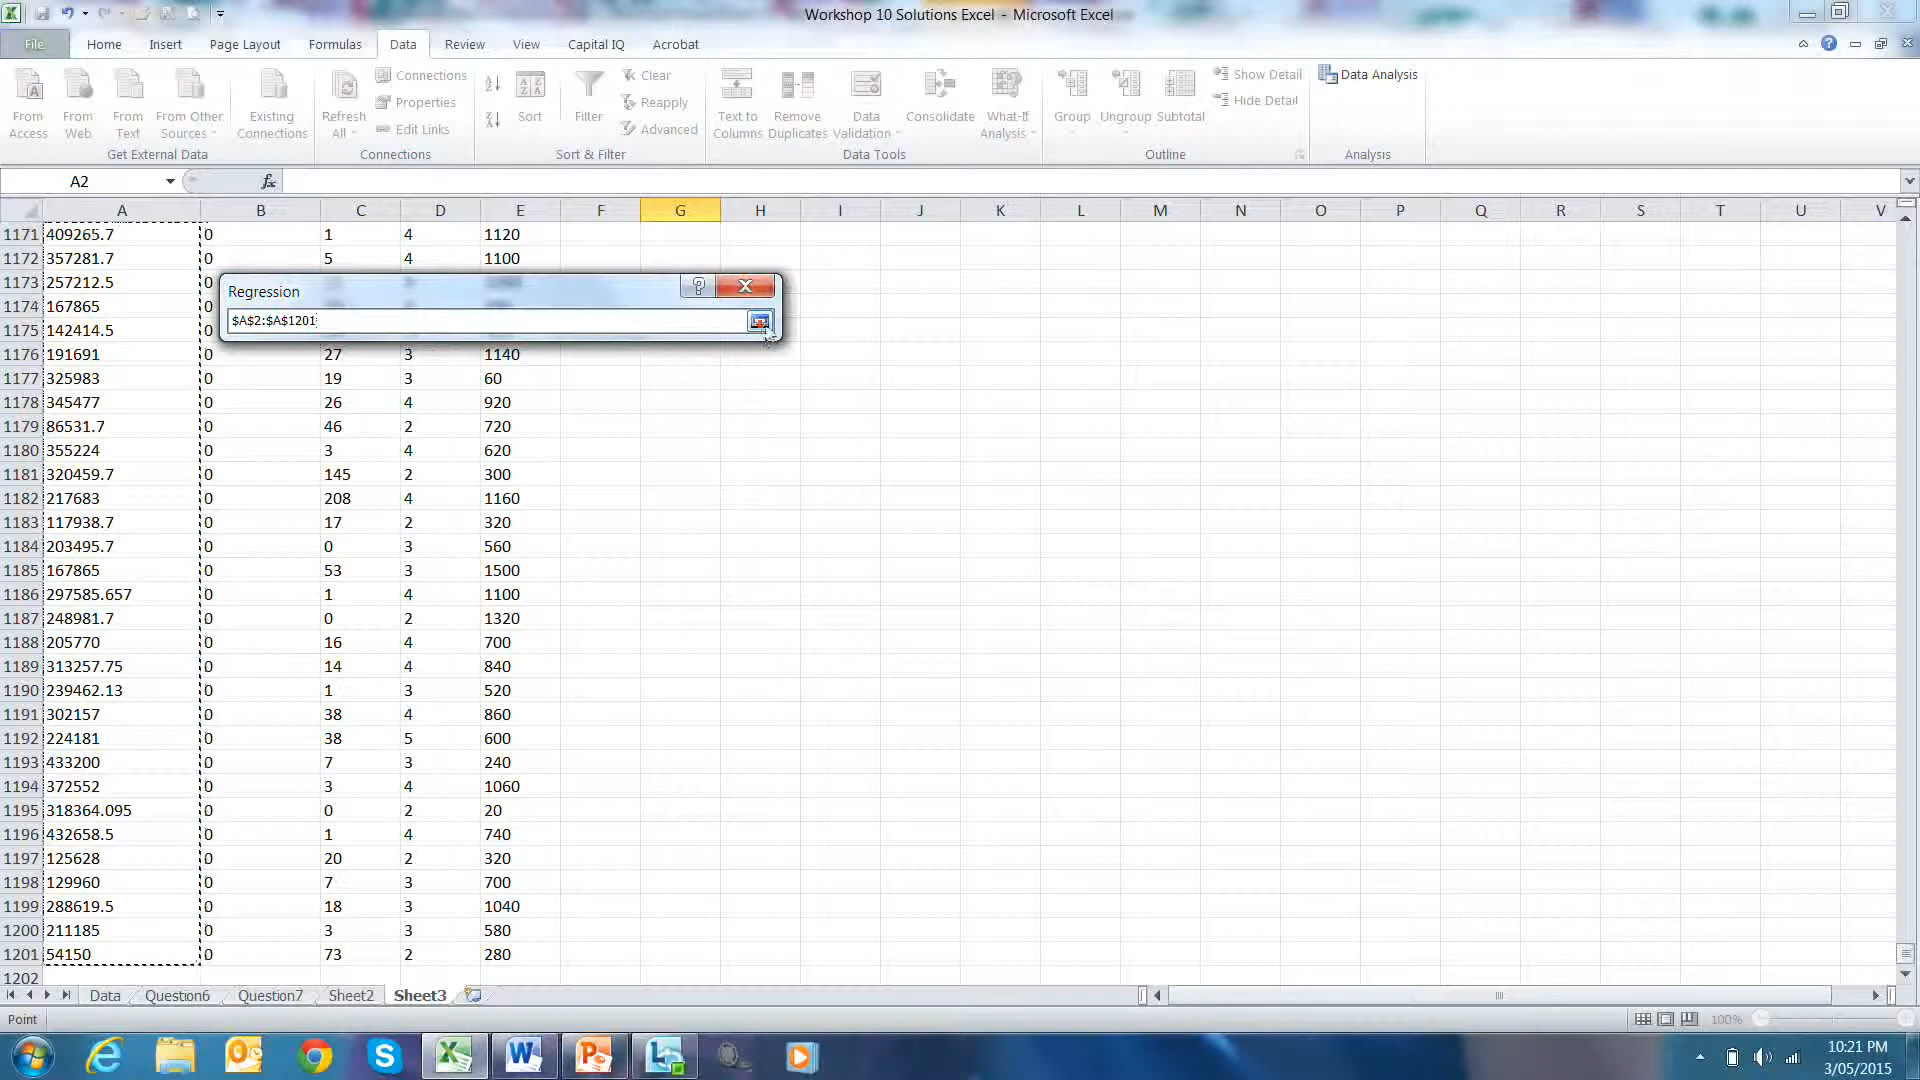 Workshop 10 Solutions Excel - Microsoft Excel
File Home Insert Page Layout Formulas Data Review View Capital IQ Acrobat
From Access
From Web
From Text
From Other Sources
Existing Connections
Get External Data
Refresh All
Connections
Properties
Edit Links
Connections
Sort
Filter
Clear
Reapply
Advanced
Sort & Filter
Text to Columns
Remove Duplicates
Data Validation
Consolidate
What-If Analysis
Data Tools
Group
Ungroup
Subtotal
Show Detail
Hide Detail
Outline
Data Analysis
Analysis
A2 fx
A B C D E F G H I J K L M N O P Q R S T U V
1171 409265.7 0 1 4 1120
1172 357281.7 0 5 4 1100
1173 257212.5 0
1174 167865 0
1175 142414.5 0
Regression
$A$2:$A$1201
1176 191691 0 27 3 1140
1177 325983 0 19 3 60
1178 345477 0 26 4 920
1179 86531.7 0 46 2 720
1180 355224 0 3 4 620
1181 320459.7 0 145 2 300
1182 217683 0 208 4 1160
1183 117938.7 0 17 2 320
1184 203495.7 0 0 3 560
1185 167865 0 53 3 1500
1186 297585.657 0 1 4 1100
1187 248981.7 0 0 2 1320
1188 205770 0 16 4 700
1189 313257.75 0 14 4 840
1190 239462.13 0 1 3 520
1191 302157 0 38 4 860
1192 224181 0 38 5 600
1193 433200 0 7 3 240
1194 372552 0 3 4 1060
1195 318364.095 0 0 2 20
1196 432658.5 0 1 4 740
1197 125628 0 20 2 320
1198 129960 0 7 3 700
1199 288619.5 0 18 3 1040
1200 211185 0 3 3 580
1201 54150 0 73 2 280
1202
Data Question6 Question7 Sheet2 Sheet3
Point 100%
10:21 PM
3/05/2015